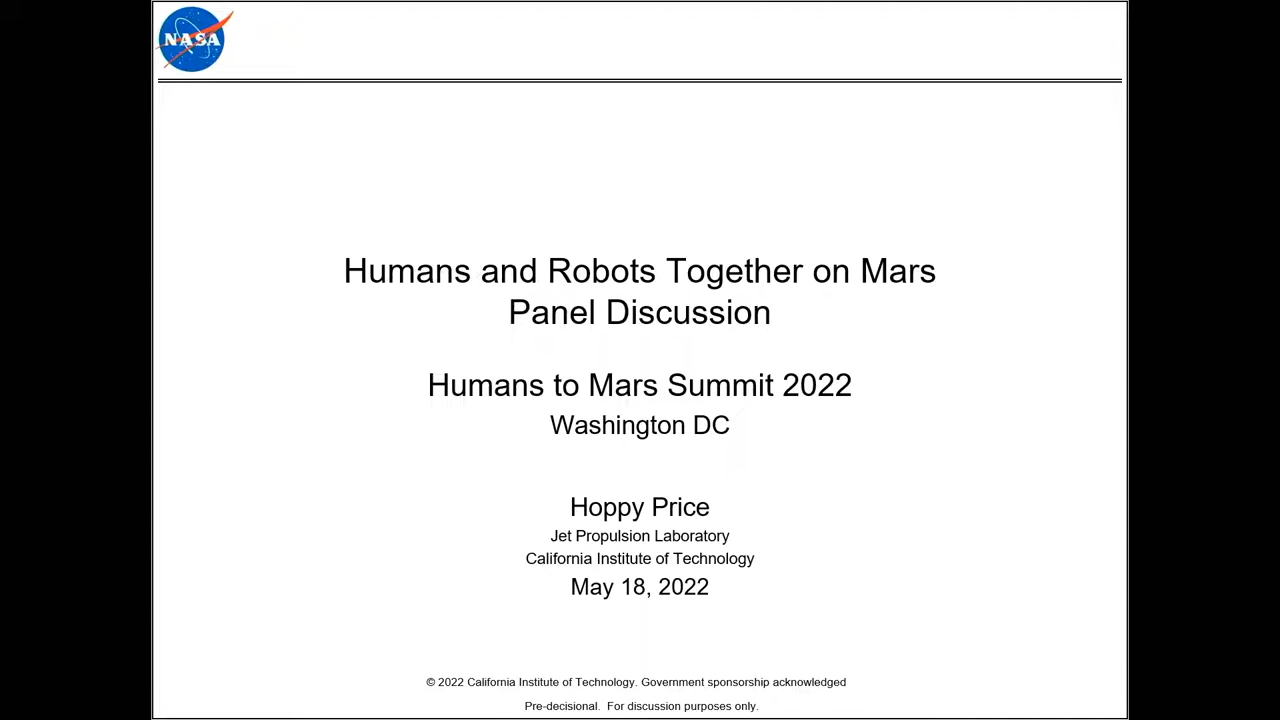 NASA
Humans and Robots Together on Mars
Panel Discussion
Humans to Mars Summit 2022
Washington DC
Hoppy Price
Jet Propulsion Laboratory
California Institute of Technology
May 18, 2022
© 2022 California Institute of Technology. Government sponsorship acknowledged
Pre-decisional. For discussion purposes only.